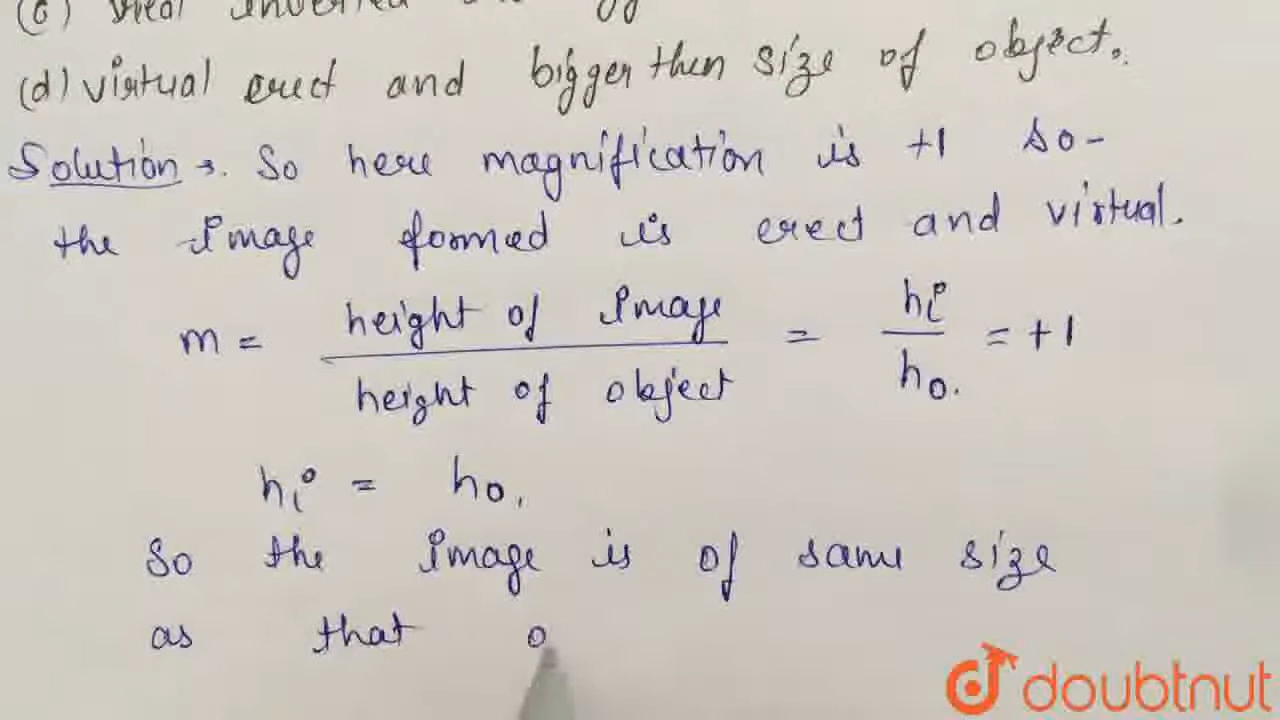 (c) real inverted
(d) virtual erect and bigger then size of object.
Solution →. So here magnification is +1 so-
the image formed is erect and virtual.
m = height of image / height of object = hi / ho. = +1
hi = ho,
So the image is of same size
as that o
doubtnut